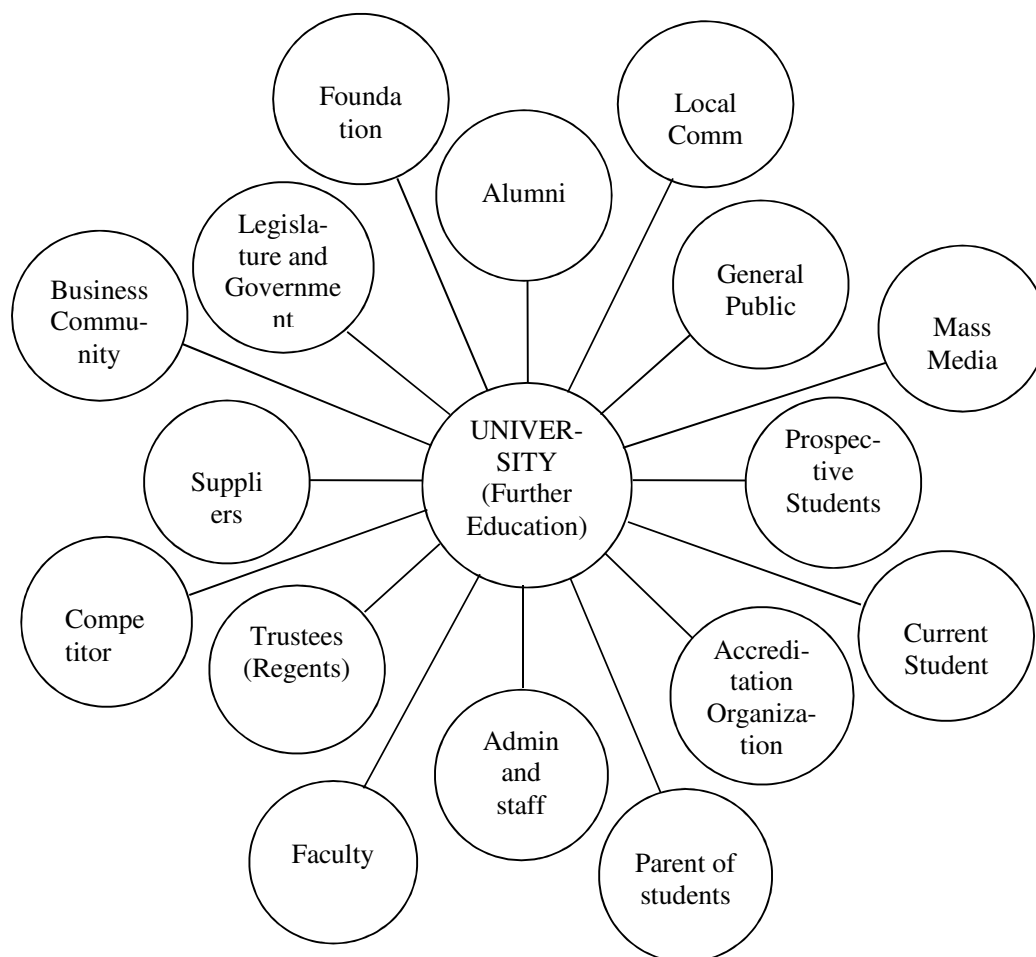 Founda
tion
Local
Comm
Alumni
Legisla-
ture and
Governme
nt
General
Public
Business
Commu-
nity
Mass
Media
UNIVER-
SITY
(Further
Education)
Prospec-
tive
Students
Suppli
ers
Compe
titor
Trustees
(Regents)
Accredi-
tation
Organiza-
tion
Current
Student
Admin
and
staff
Faculty
Parent of
students